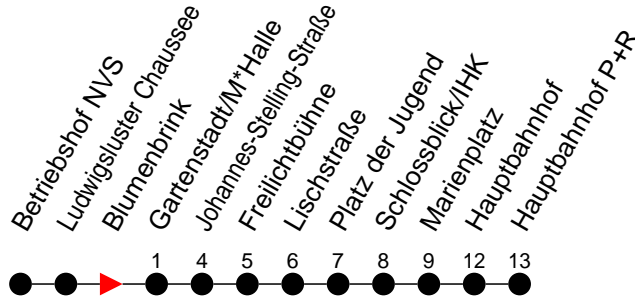 Betriebshof NVS
Ludwigsluster Chaussee
Blumenbrink
Gartenstadt/M*Halle
Johannes-Stelling-Straße
Freilichtbühne
Lischstraße
Platz der Jugend
Schlossblick/IHK
Marienplatz
Hauptbahnhof
Hauptbahnhof P+R
1 4 5 6 7 8 9 12 13